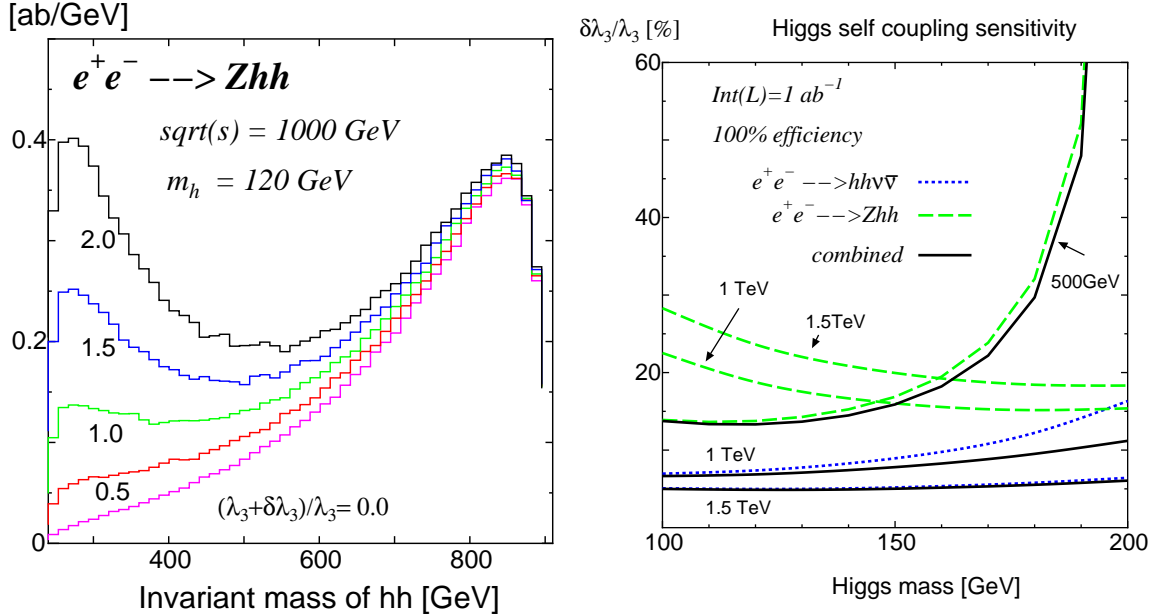 [ab/GeV]
e⁺e⁻ --> Zhh
sqrt(s) = 1000 GeV
m_h = 120 GeV
0.4
0.2
0
2.0
1.5
1.0
0.5
(λ₃+δλ₃)/λ₃= 0.0
400 600 800
Invariant mass of hh [GeV]
δλ₃/λ₃ [%] Higgs self coupling sensitivity
60
40
20
Int(L)=1 ab⁻¹
100% efficiency
e⁺e⁻ -->hhνν̅
e⁺e⁻ -->Zhh
combined
500GeV
1 TeV
1.5TeV
1 TeV
1.5 TeV
100 150 200
Higgs mass [GeV]